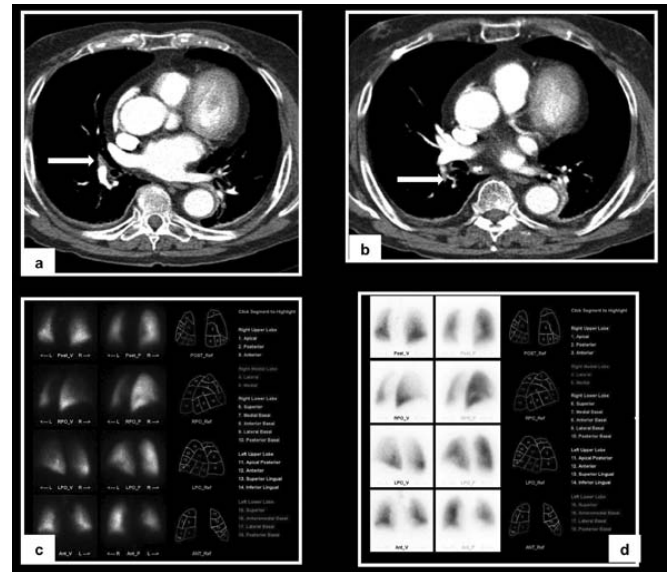 a
b
Click Segment to Highlight
<--- L Post_V R --->
<--- L Post_P R --->
POST_Ref
Right Upper Lobe
1. Apical
2. Posterior
3. Anterior
Right Medial Lobe
4. Lateral
5. Medial
<--- L RPO_V R --->
<--- L RPO_P R --->
RPO_Ref
Right Lower Lobe
6. Superior
7. Medial Basal
8. Anterior Basal
9. Lateral Basal
10. Posterior Basal
<--- L LPO_V R --->
<--- L LPO_P R --->
LPO_Ref
Left Upper Lobe
11. Apical Posterior
12. Anterior
13. Superior Lingual
14. Inferior Lingual
Left Lower Lobe
15. Superior
16. Anteromedial Basal
17. Lateral Basal
18. Posterior Basal
Ant_V L --->
<--- R Ant_P L --->
ANT_Ref
c
Click Segment to Highlight
Post_V
Post_P
POST_Ref
Right Upper Lobe
1. Apical
2. Posterior
3. Anterior
Right Medial Lobe
4. Lateral
5. Medial
RPO_V
RPO_P
RPO_Ref
Right Lower Lobe
6. Superior
7. Medial Basal
8. Anterior Basal
9. Lateral Basal
10. Posterior Basal
LPO_V
LPO_P
LPO_Ref
Left Upper Lobe
11. Apical Posterior
12. Anterior
13. Superior Lingual
14. Inferior Lingual
Left Lower Lobe
15. Superior
16. Anteromedial Basal
17. Lateral Basal
18. Posterior Basal
Ant_V
Ant_P
ANT_Ref
d